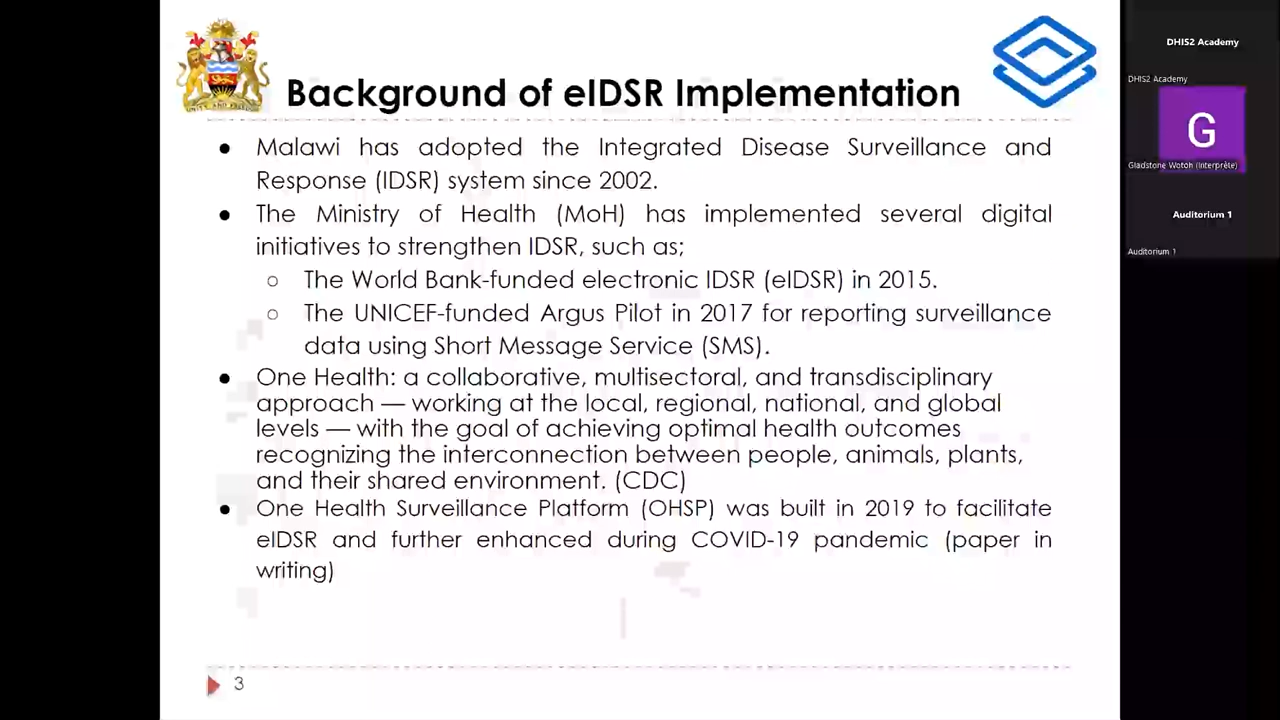 Background of eIDSR Implementation
● Malawi has adopted the Integrated Disease Surveillance and
Response (IDSR) system since 2002.
● The Ministry of Health (MoH) has implemented several digital
initiatives to strengthen IDSR, such as;
○ The World Bank-funded electronic IDSR (eIDSR) in 2015.
○ The UNICEF-funded Argus Pilot in 2017 for reporting surveillance
data using Short Message Service (SMS).
● One Health: a collaborative, multisectoral, and transdisciplinary
approach — working at the local, regional, national, and global
levels — with the goal of achieving optimal health outcomes
recognizing the interconnection between people, animals, plants,
and their shared environment. (CDC)
● One Health Surveillance Platform (OHSP) was built in 2019 to facilitate
eIDSR and further enhanced during COVID-19 pandemic (paper in
writing)
3
DHIS2 Academy
DHIS2 Academy
G
Gladstone Wotoh (Interprète)
Auditorium 1
Auditorium 1